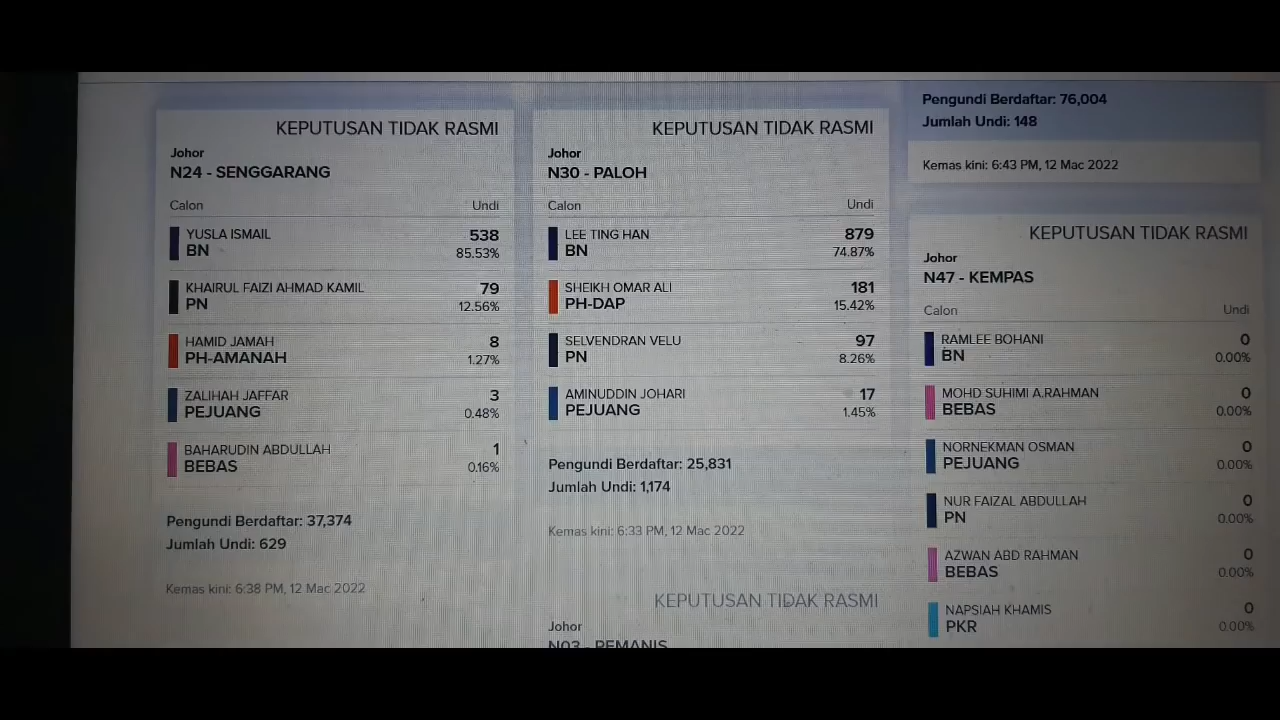 KEPUTUSAN TIDAK RASMI
Johor
N24 - SENGGARANG
Calon Undi
YUSLA ISMAIL 538
BN 85.53%
KHAIRUL FAIZI AHMAD KAMIL 79
PN 12.56%
HAMID JAMAH 8
PH-AMANAH 1.27%
ZALIHAH JAFFAR 3
PEJUANG 0.48%
BAHARUDIN ABDULLAH 1
BEBAS 0.16%
Pengundi Berdaftar: 37,374
Jumlah Undi: 629
Kemas kini: 6:38 PM, 12 Mac 2022
KEPUTUSAN TIDAK RASMI
Johor
N30 - PALOH
Calon Undi
LEE TING HAN 879
BN 74.87%
SHEIKH OMAR ALI 181
PH-DAP 15.42%
SELVENDRAN VELU 97
PN 8.26%
AMINUDDIN JOHARI 17
PEJUANG 1.45%
Pengundi Berdaftar: 25,831
Jumlah Undi: 1,174
Kemas kini: 6:33 PM, 12 Mac 2022
KEPUTUSAN TIDAK RASMI
Johor
N03 - PEMANIS
Pengundi Berdaftar: 76,004
Jumlah Undi: 148
Kemas kini: 6:43 PM, 12 Mac 2022
KEPUTUSAN TIDAK RASMI
Johor
N47 - KEMPAS
Calon Undi
RAMLEE BOHANI 0
BN 0.00%
MOHD SUHIMI A.RAHMAN 0
BEBAS 0.00%
NORNEKMAN OSMAN 0
PEJUANG 0.00%
NUR FAIZAL ABDULLAH 0
PN 0.00%
AZWAN ABD RAHMAN 0
BEBAS 0.00%
NAPSIAH KHAMIS 0
PKR 0.00%